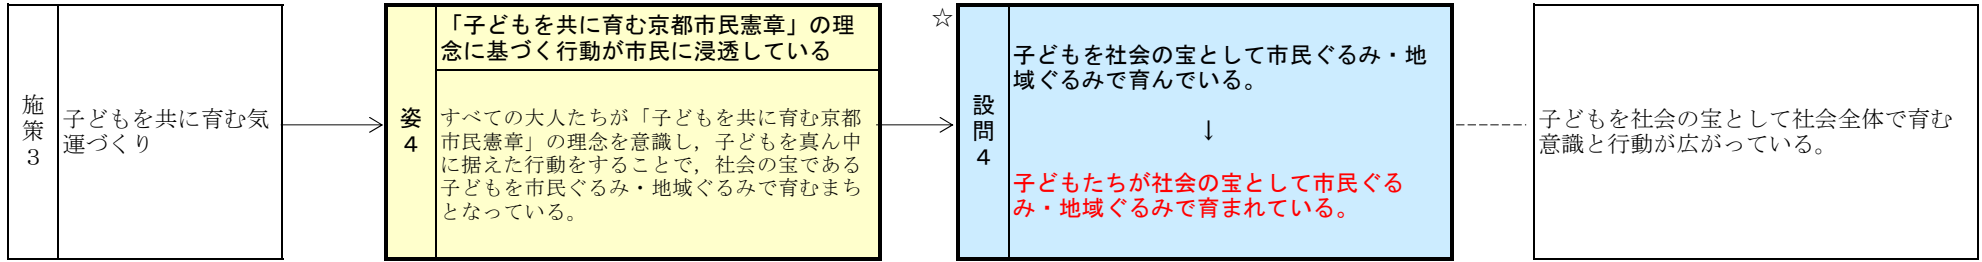 施策３
子どもを共に育む気
運づくり
姿４
「子どもを共に育む京都市民憲章」の理
念に基づく行動が市民に浸透している
すべての大人たちが「子どもを共に育む京都
市民憲章」の理念を意識し，子どもを真ん中
に据えた行動をすることで，社会の宝である
子どもを市民ぐるみ・地域ぐるみで育むまち
となっている。
☆
設問４
子どもを社会の宝として市民ぐるみ・地
域ぐるみで育んでいる。
↓
子どもたちが社会の宝として市民ぐる
み・地域ぐるみで育まれている。
子どもを社会の宝として社会全体で育む
意識と行動が広がっている。